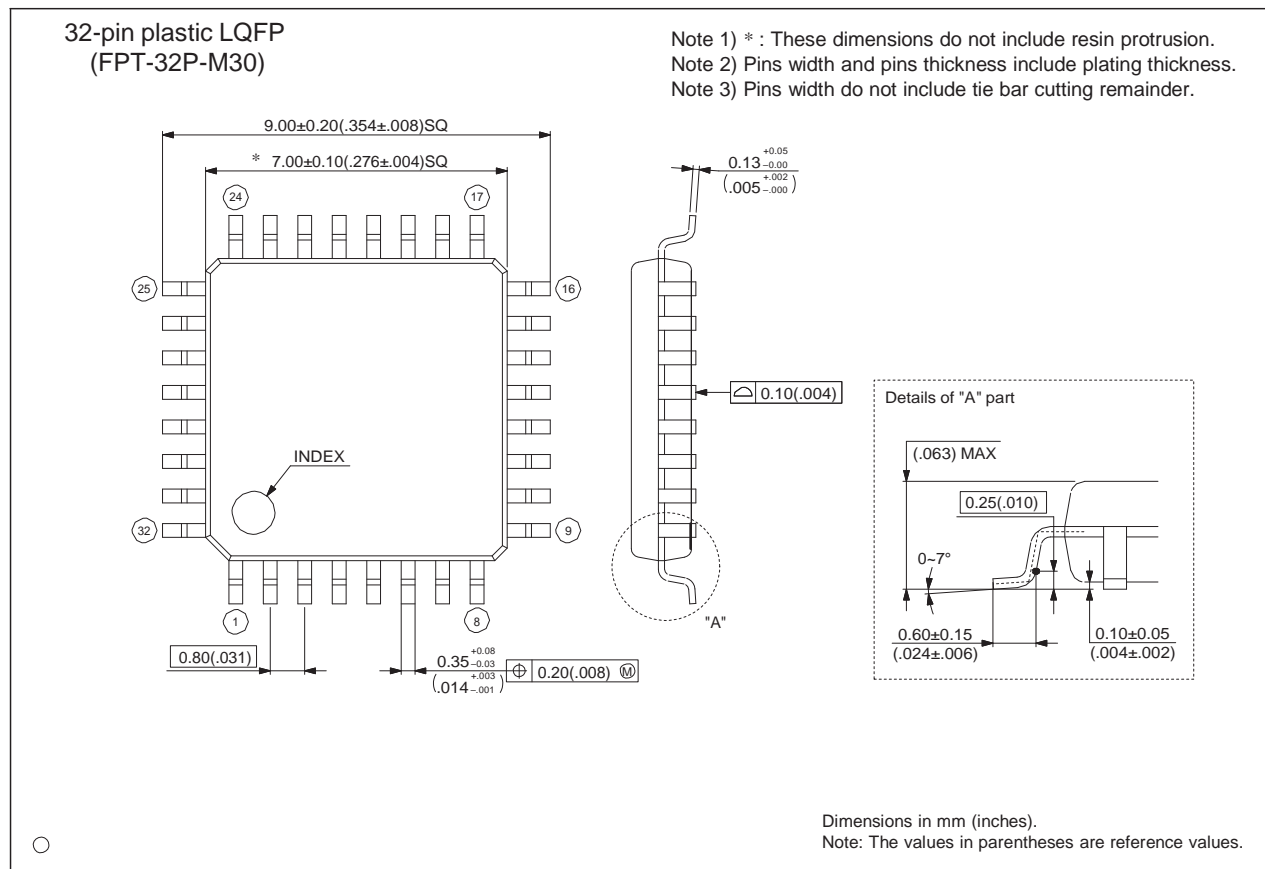 32-pin plastic LQFP
(FPT-32P-M30)
Note 1) * : These dimensions do not include resin protrusion.
Note 2) Pins width and pins thickness include plating thickness.
Note 3) Pins width do not include tie bar cutting remainder.
9.00±0.20(.354±.008)SQ
* 7.00±0.10(.276±.004)SQ
0.13 +0.05 –0.00
(.005 +.002 –.000)
24
17
25
16
0.10(.004)
Details of "A" part
(.063) MAX
0.25(.010)
INDEX
32
9
0~7°
1
8
"A"
0.60±0.15
(.024±.006)
0.10±0.05
(.004±.002)
0.80(.031)
0.35 +0.08 –0.03
(.014 +.003 –.001)
0.20(.008) Ⓜ
Dimensions in mm (inches).
Note: The values in parentheses are reference values.